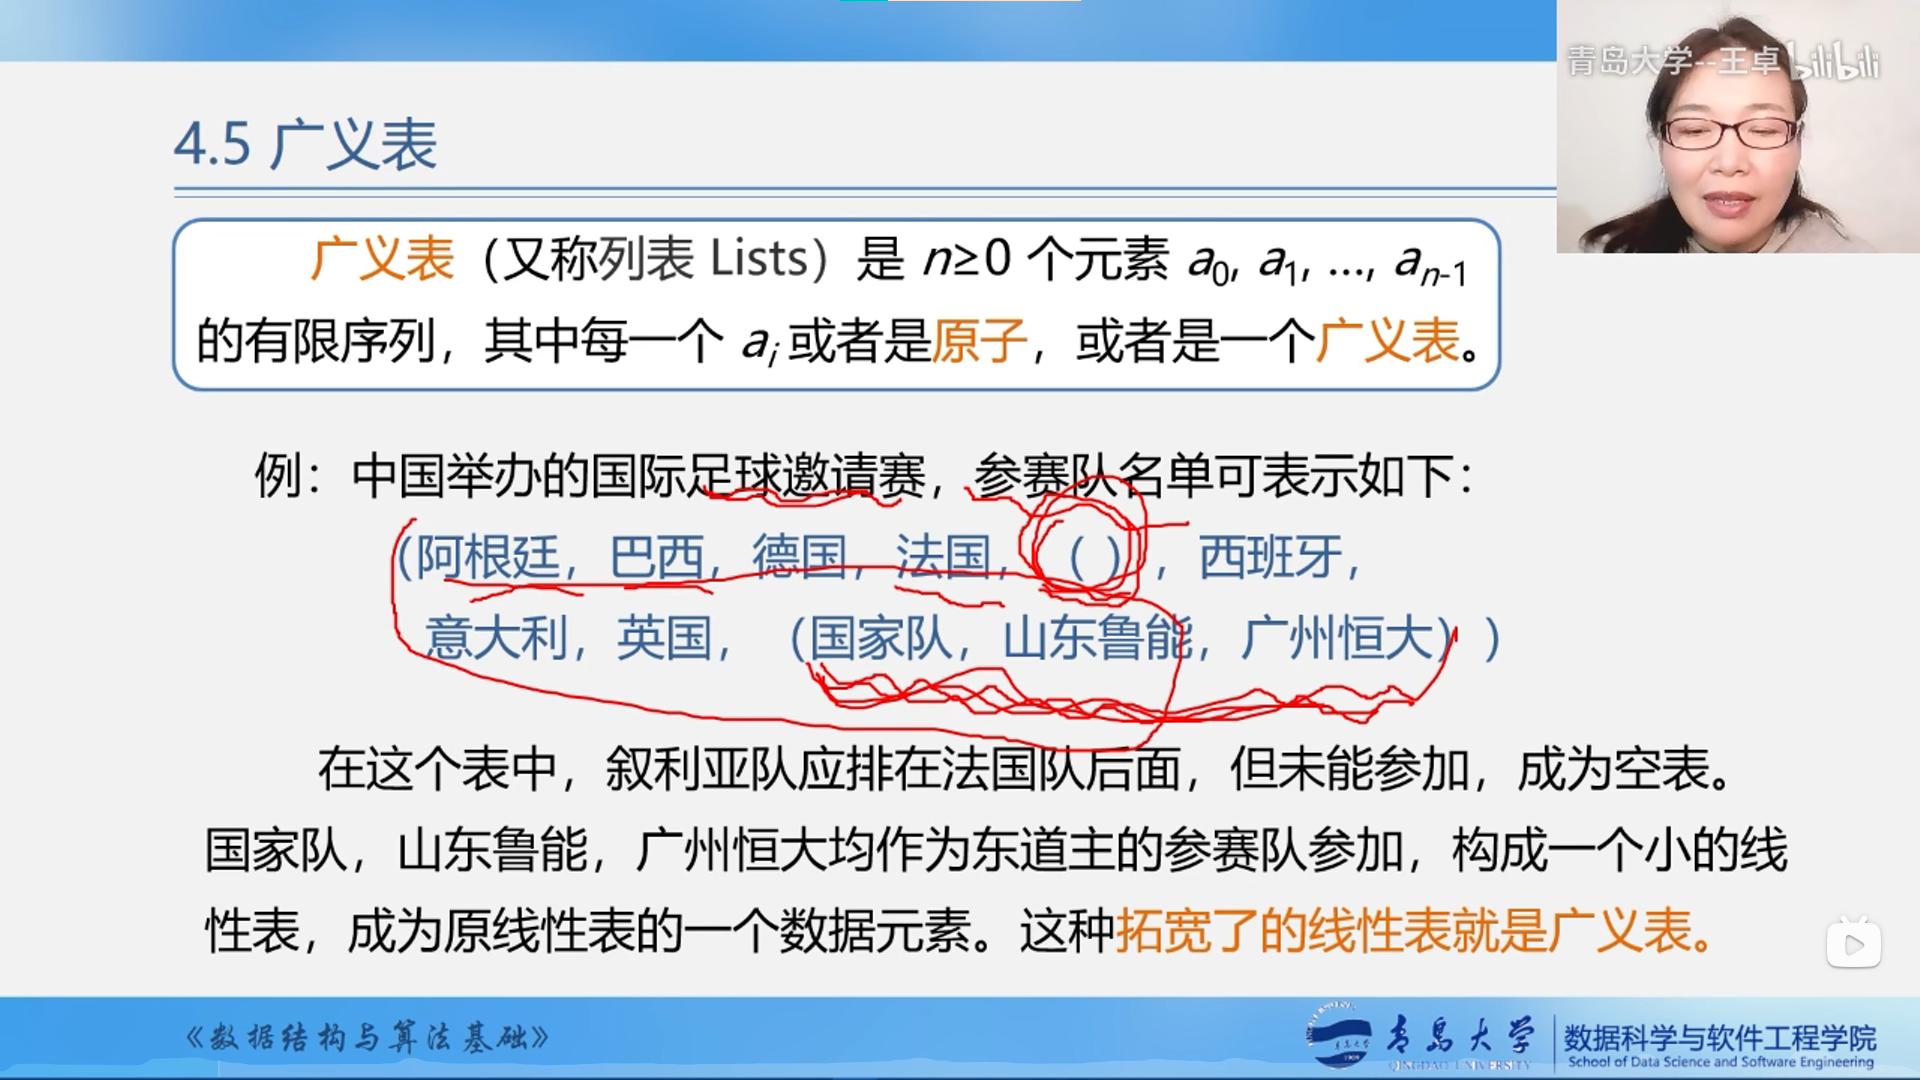 青岛大学--王卓 bilibili
4.5 广义表
广义表（又称列表 Lists）是 n≥0 个元素 a0, a1, …, an-1
的有限序列，其中每一个 ai 或者是原子，或者是一个广义表。
例：中国举办的国际足球邀请赛，参赛队名单可表示如下：
（阿根廷，巴西，德国，法国，（ ），西班牙，
意大利，英国，（国家队，山东鲁能，广州恒大））
在这个表中，叙利亚队应排在法国队后面，但未能参加，成为空表。
国家队，山东鲁能，广州恒大均作为东道主的参赛队参加，构成一个小的线
性表，成为原线性表的一个数据元素。这种拓宽了的线性表就是广义表。
《数据结构与算法基础》
青岛大学
QINGDAO UNIVERSITY
数据科学与软件工程学院
School of Data Science and Software Engineering